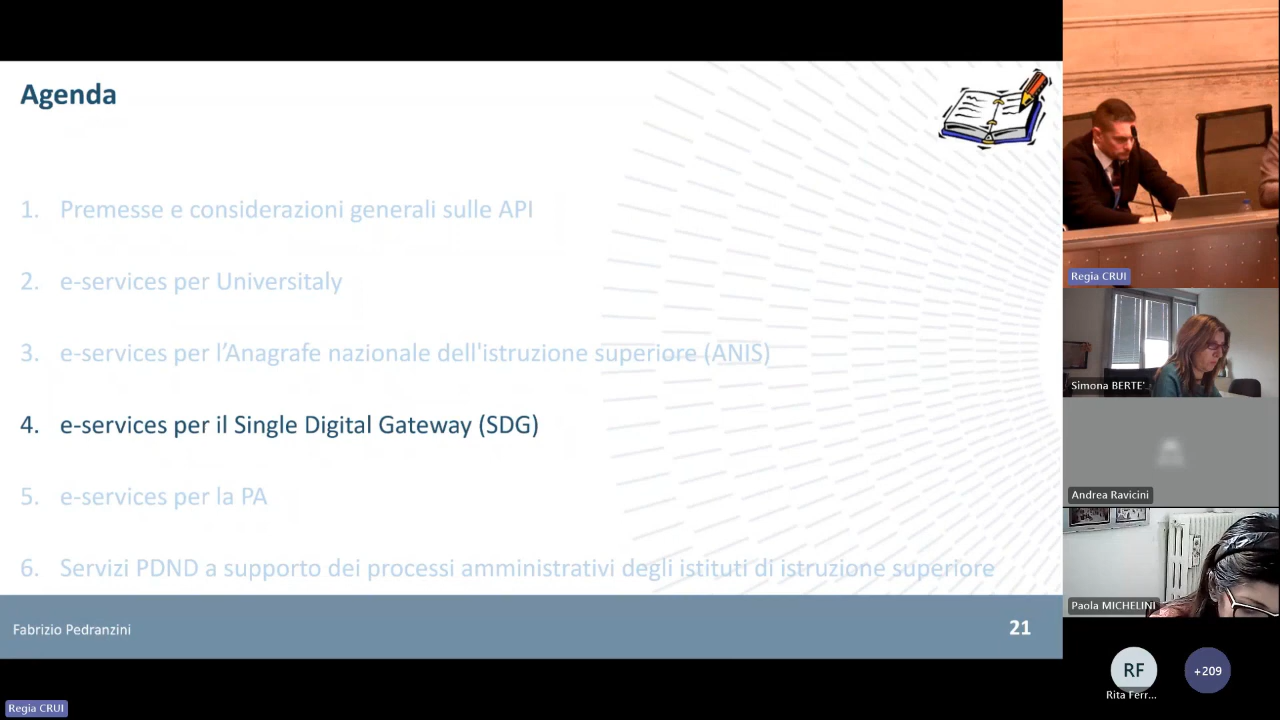 Agenda
1. Premesse e considerazioni generali sulle API
2. e-services per Universitaly
3. e-services per l’Anagrafe nazionale dell'istruzione superiore (ANIS)
4. e-services per il Single Digital Gateway (SDG)
5. e-services per la PA
6. Servizi PDND a supporto dei processi amministrativi degli istituti di istruzione superiore
Fabrizio Pedranzini
21
Regia CRUI
Regia CRUI
Simona BERTE'
Andrea Ravicini
Paola MICHELINI
RF
Rita Ferr...
+209